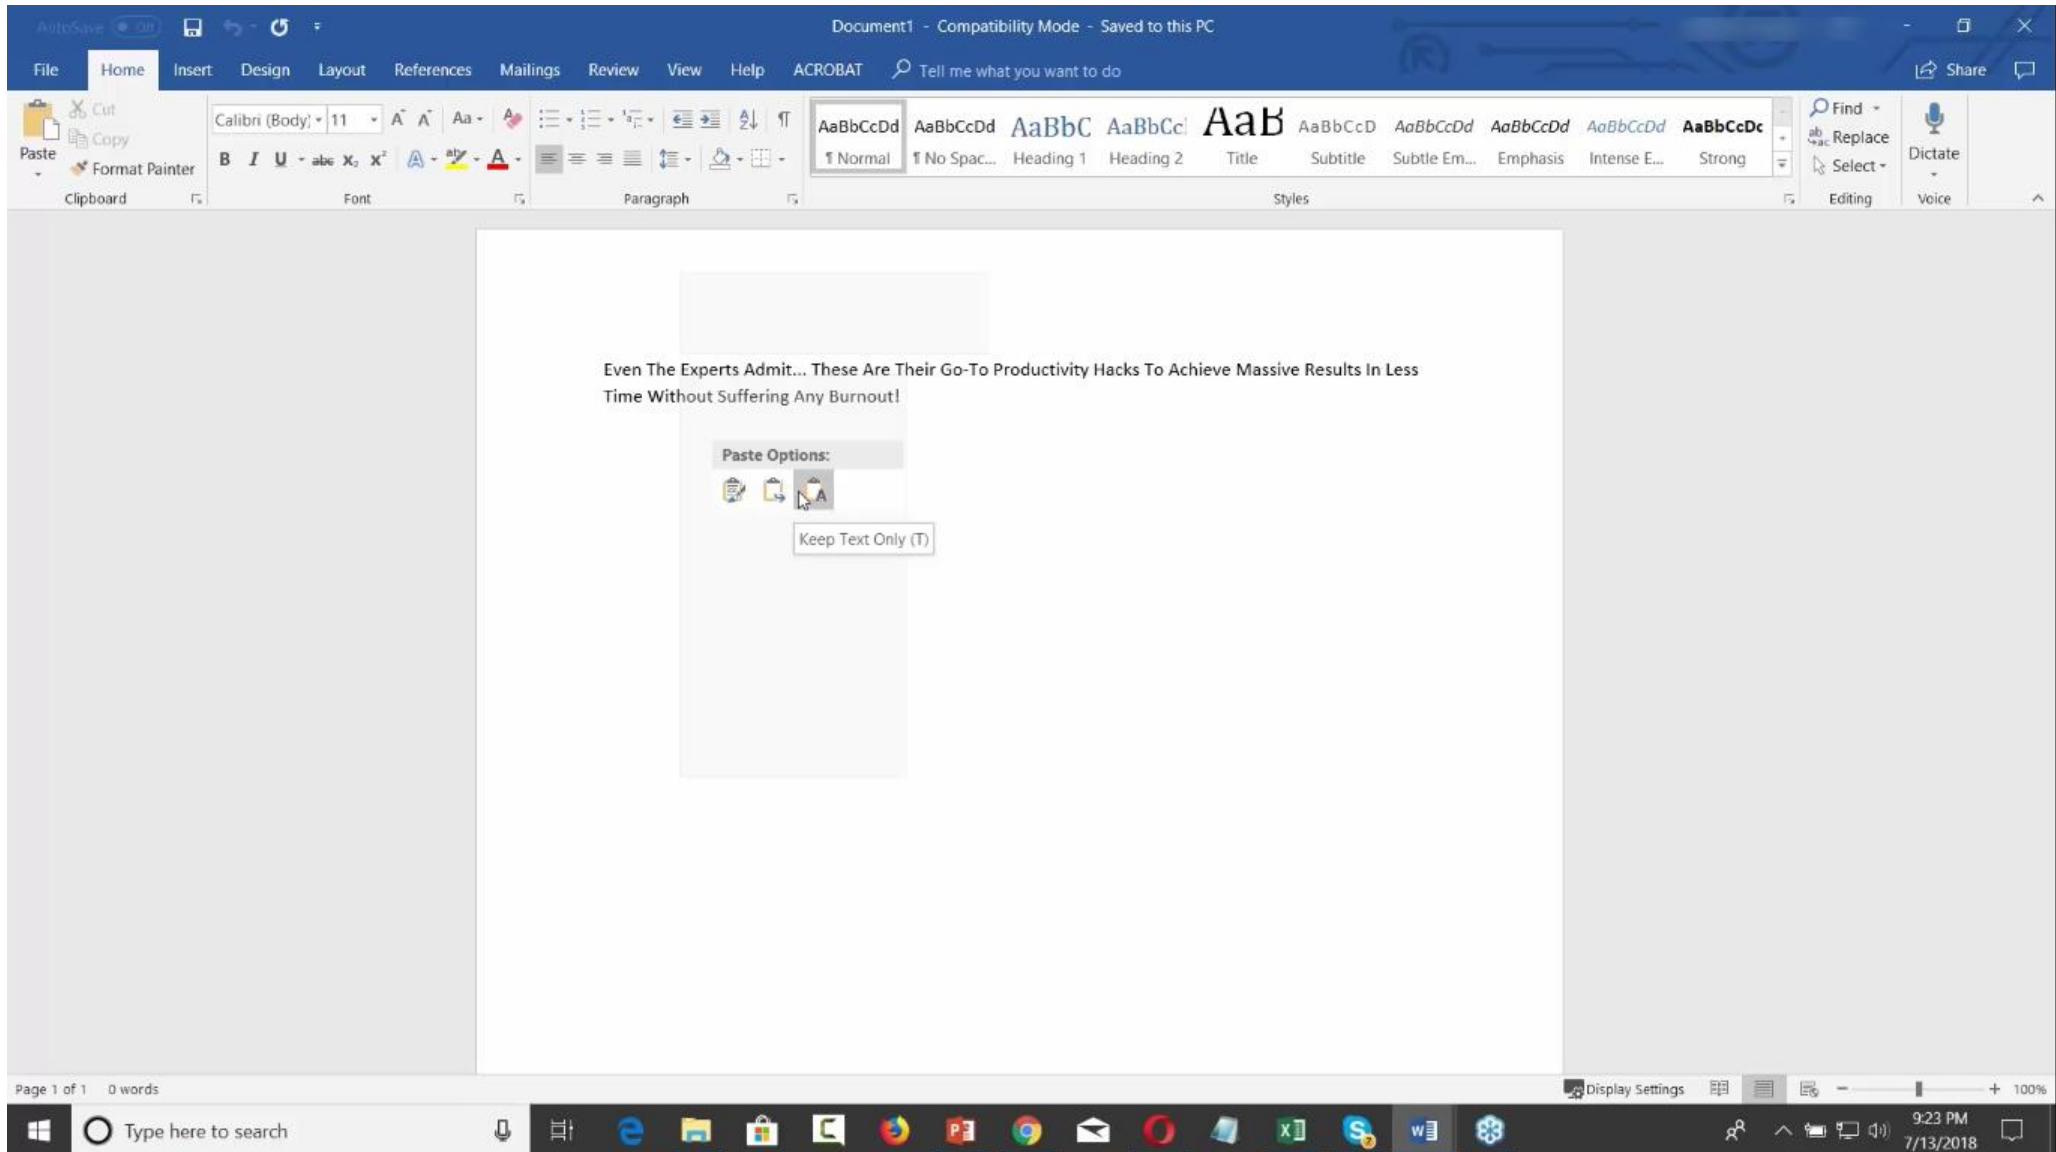 AutoSave Off
Document1 - Compatibility Mode - Saved to this PC
File Home Insert Design Layout References Mailings Review View Help ACROBAT Tell me what you want to do
Share
Paste
Cut
Copy
Format Painter
Clipboard
Calibri (Body) 11
Aa
B I U abc X₂ X²
A aby A
Font
Paragraph
AaBbCcDd AaBbCcDd AaBbC AaBbCc AaB AaBbCcD AaBbCcDd AaBbCcDd AaBbCcDd AaBbCcDc
¶ Normal ¶ No Spac... Heading 1 Heading 2 Title Subtitle Subtle Em... Emphasis Intense E... Strong
Styles
Find
Replace
Select
Editing
Dictate
Voice
Even The Experts Admit... These Are Their Go-To Productivity Hacks To Achieve Massive Results In Less
Time Without Suffering Any Burnout!
Paste Options:
Keep Text Only (T)
Page 1 of 1 0 words
Display Settings
100%
Type here to search
9:23 PM
7/13/2018